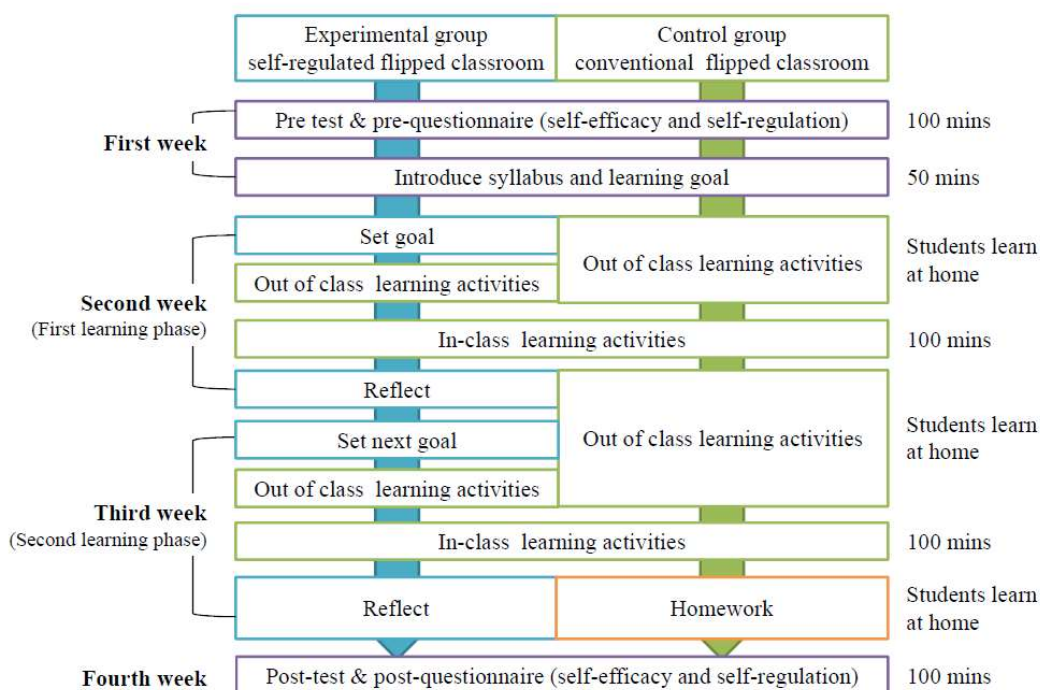 Experimental group
self-regulated flipped classroom
Control group
conventional flipped classroom
First week
Pre test & pre-questionnaire (self-efficacy and self-regulation)
100 mins
Introduce syllabus and learning goal
50 mins
Second week
(First learning phase)
Set goal
Out of class learning activities
Out of class learning activities
Students learn
at home
In-class learning activities
100 mins
Reflect
Third week
(Second learning phase)
Set next goal
Out of class learning activities
Out of class learning activities
Students learn
at home
In-class learning activities
100 mins
Reflect
Homework
Students learn
at home
Fourth week
Post-test & post-questionnaire (self-efficacy and self-regulation)
100 mins